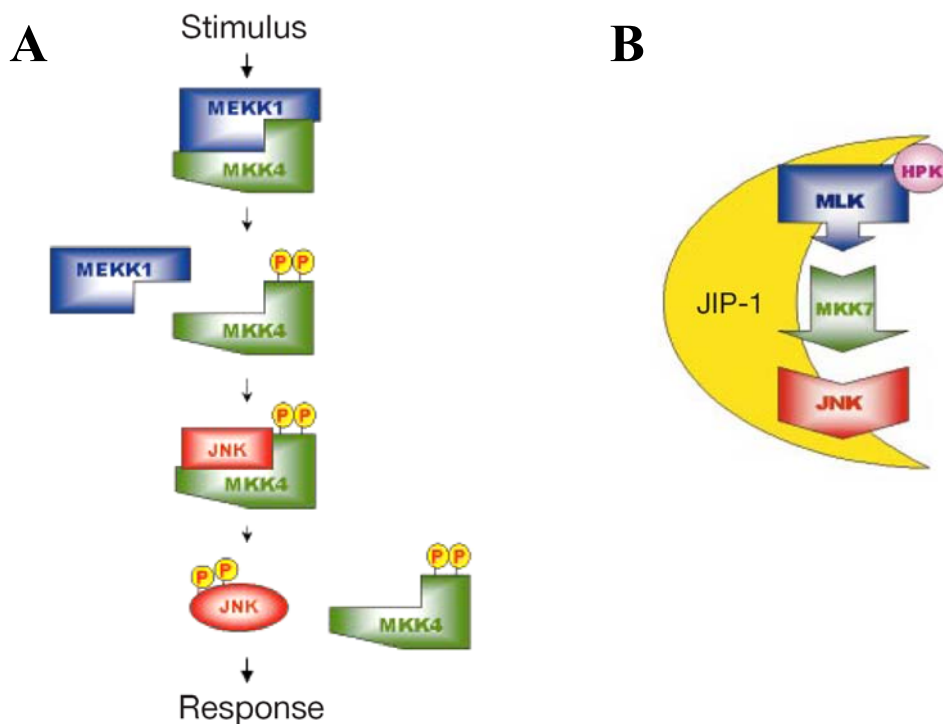 A
Stimulus
MEKK1
MKK4
MEKK1
P P
MKK4
P P
JNK
MKK4
P P
JNK
P P
MKK4
Response
B
HPK
MLK
JIP-1
MKK7
JNK